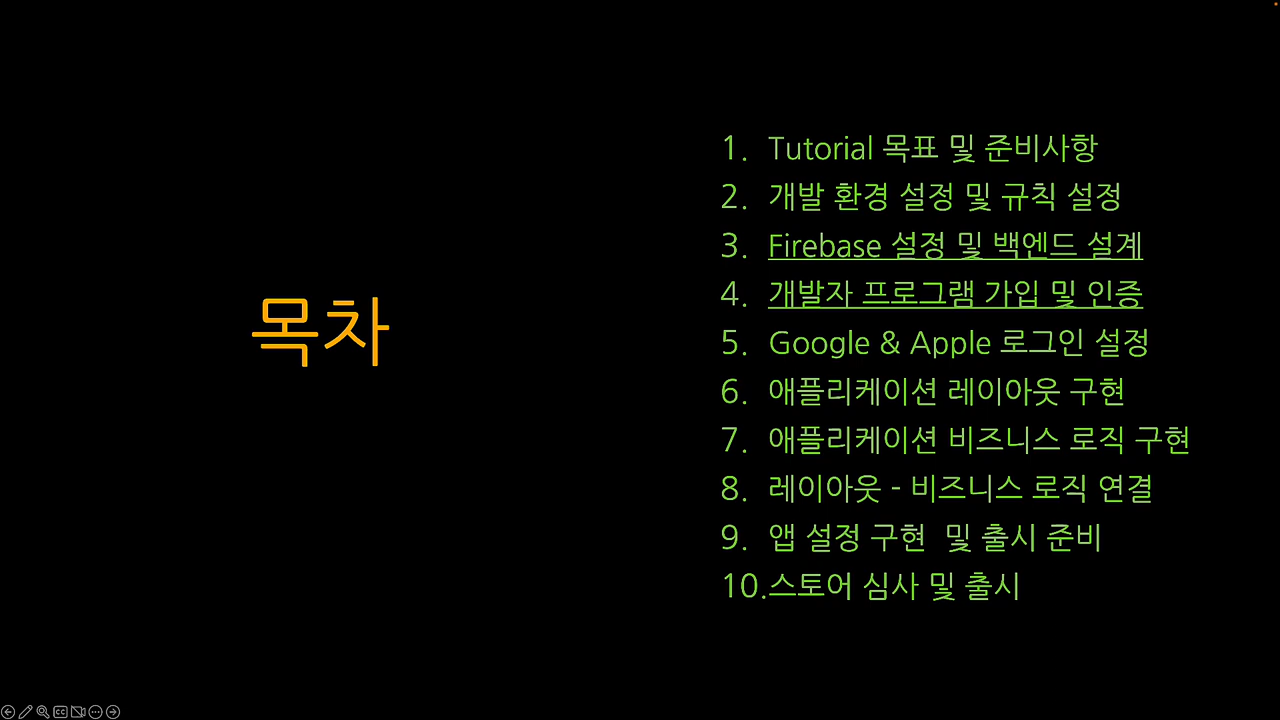 목차
1. Tutorial 목표 및 준비사항
2. 개발 환경 설정 및 규칙 설정
3. Firebase 설정 및 백엔드 설계
4. 개발자 프로그램 가입 및 인증
5. Google & Apple 로그인 설정
6. 애플리케이션 레이아웃 구현
7. 애플리케이션 비즈니스 로직 구현
8. 레이아웃 - 비즈니스 로직 연결
9. 앱 설정 구현  및 출시 준비
10.스토어 심사 및 출시